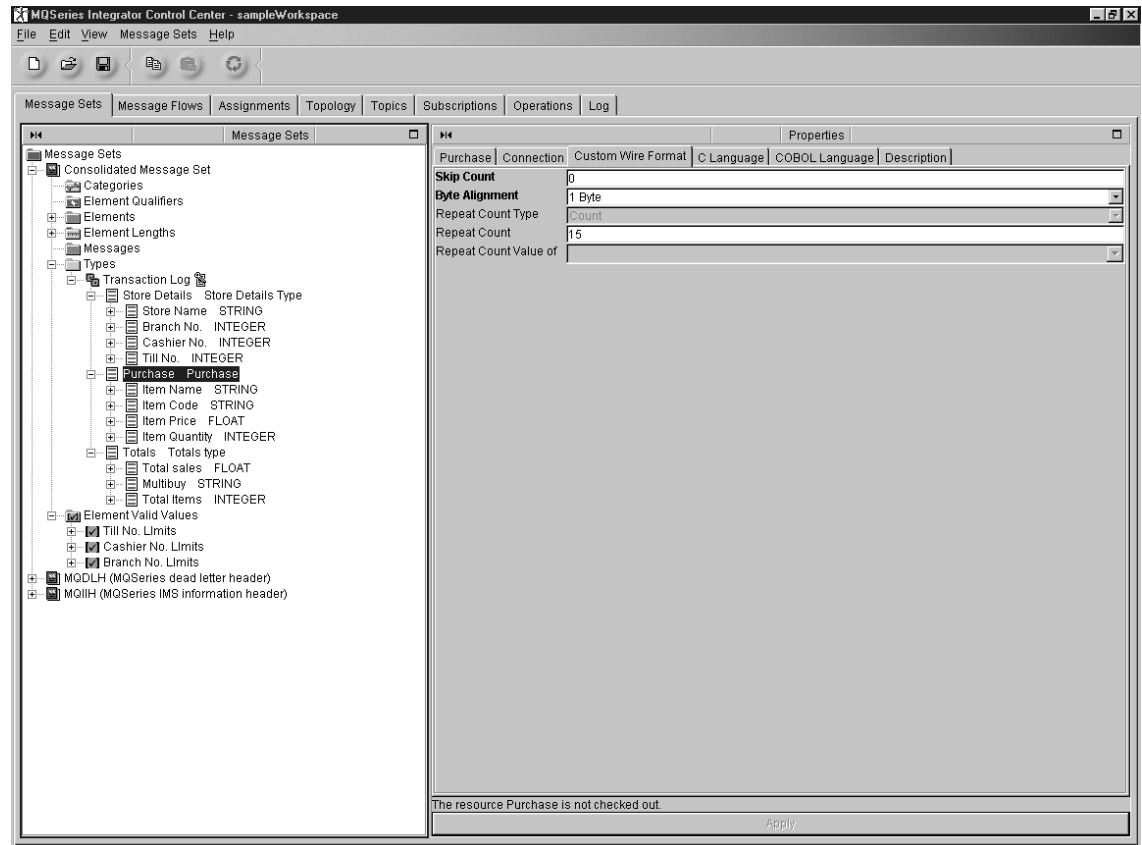 MQSeries Integrator Control Center - sampleWorkspace
File Edit View Message Sets Help
Message Sets Message Flows Assignments Topology Topics Subscriptions Operations Log
Message Sets
Message Sets
Consolidated Message Set
Categories
Element Qualifiers
Elements
Element Lengths
Messages
Types
Transaction Log
Store Details Store Details Type
Store Name STRING
Branch No. INTEGER
Cashier No. INTEGER
Till No. INTEGER
Purchase Purchase
Item Name STRING
Item Code STRING
Item Price FLOAT
Item Quantity INTEGER
Totals Totals type
Total sales FLOAT
Multibuy STRING
Total Items INTEGER
Element Valid Values
Till No. LImits
Cashier No. LImits
Branch No. LImits
MQDLH (MQSeries dead letter header)
MQIIH (MQSeries IMS information header)
Properties
Purchase Connection Custom Wire Format C Language COBOL Language Description
Skip Count 0
Byte Alignment 1 Byte
Repeat Count Type Count
Repeat Count 15
Repeat Count Value of
The resource Purchase is not checked out.
Apply